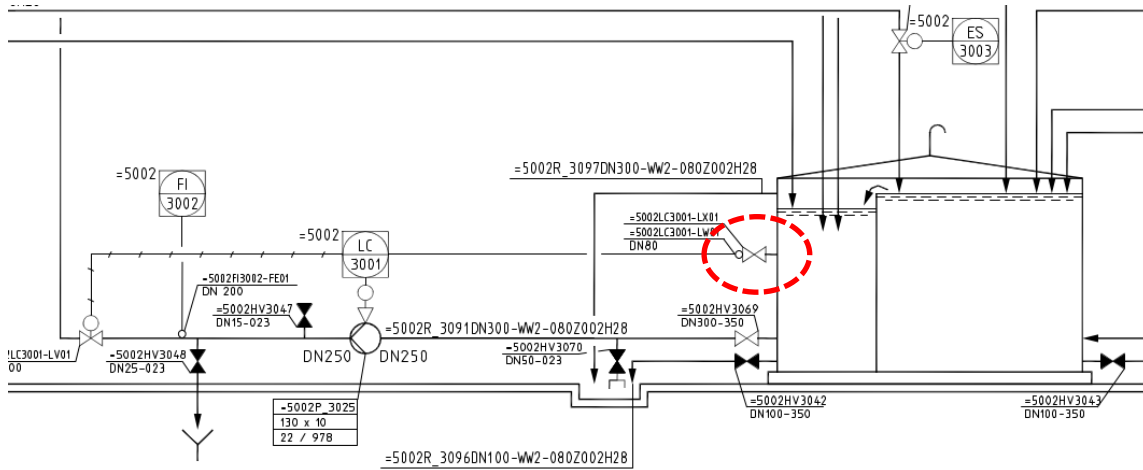 =5002
ES
3003
=5002R_3097DN300-WW2-080Z002H28
=5002
FI
3002
=5002LC3001-LX01
=5002LC3001-LW01
DN80
=5002
LC
3001
=5002FI3002-FE01
DN 200
=5002HV3047
DN15-023
=5002R_3091DN300-WW2-080Z002H28
=5002HV3069
DN300-350
DN250
DN250
=5002HV3070
DN50-023
2LC3001-LV01
00
=5002HV3048
DN25-023
=5002P_3025
130 x 10
22 / 978
=5002HV3042
DN100-350
=5002HV3043
DN100-350
=5002R_3096DN100-WW2-080Z002H28